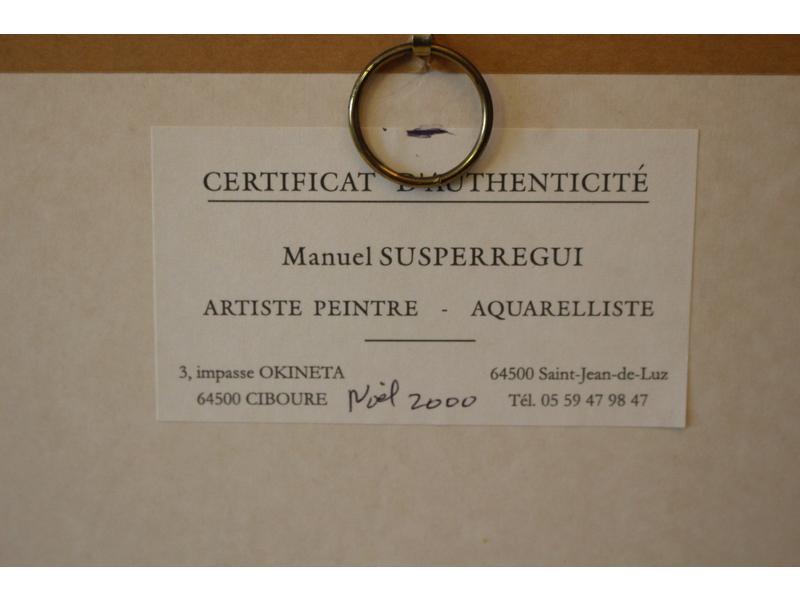 CERTIFICAT D'AUTHENTICITÉ
Manuel SUSPERREGUI
ARTISTE PEINTRE - AQUARELLISTE
3, impasse OKINETA
64500 CIBOURE
Noël 2000
64500 Saint-Jean-de-Luz
Tél. 05 59 47 98 47